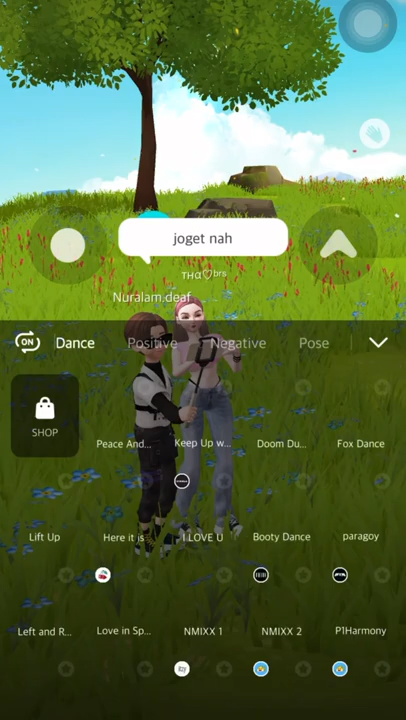 joget nah
THα♡brs
Nuralam.deaf
ON
Dance
Positive
Negative
Pose
SHOP
Peace And...
Keep Up w...
Doom Du...
Fox Dance
Lift Up
Here it is
I LOVE U
Booty Dance
paragoy
Left and R...
Love in Sp...
NMIXX 1
NMIXX 2
P1Harmony